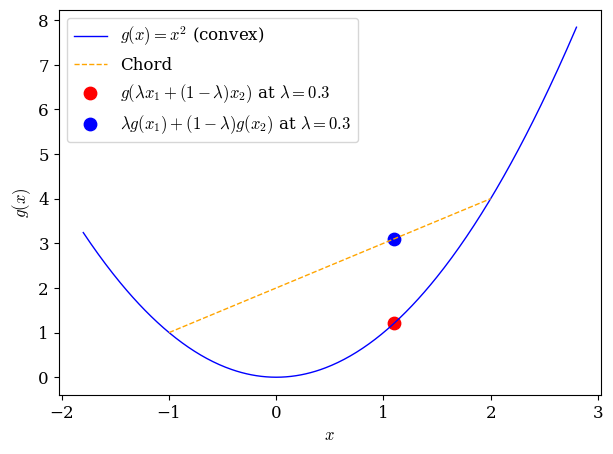 g(x) = x² (convex)
Chord
g(λx₁ + (1 − λ)x₂) at λ = 0.3
λg(x₁) + (1 − λ)g(x₂) at λ = 0.3
8
7
6
5
4
3
2
1
0
g(x)
−2 −1 0 1 2 3
x